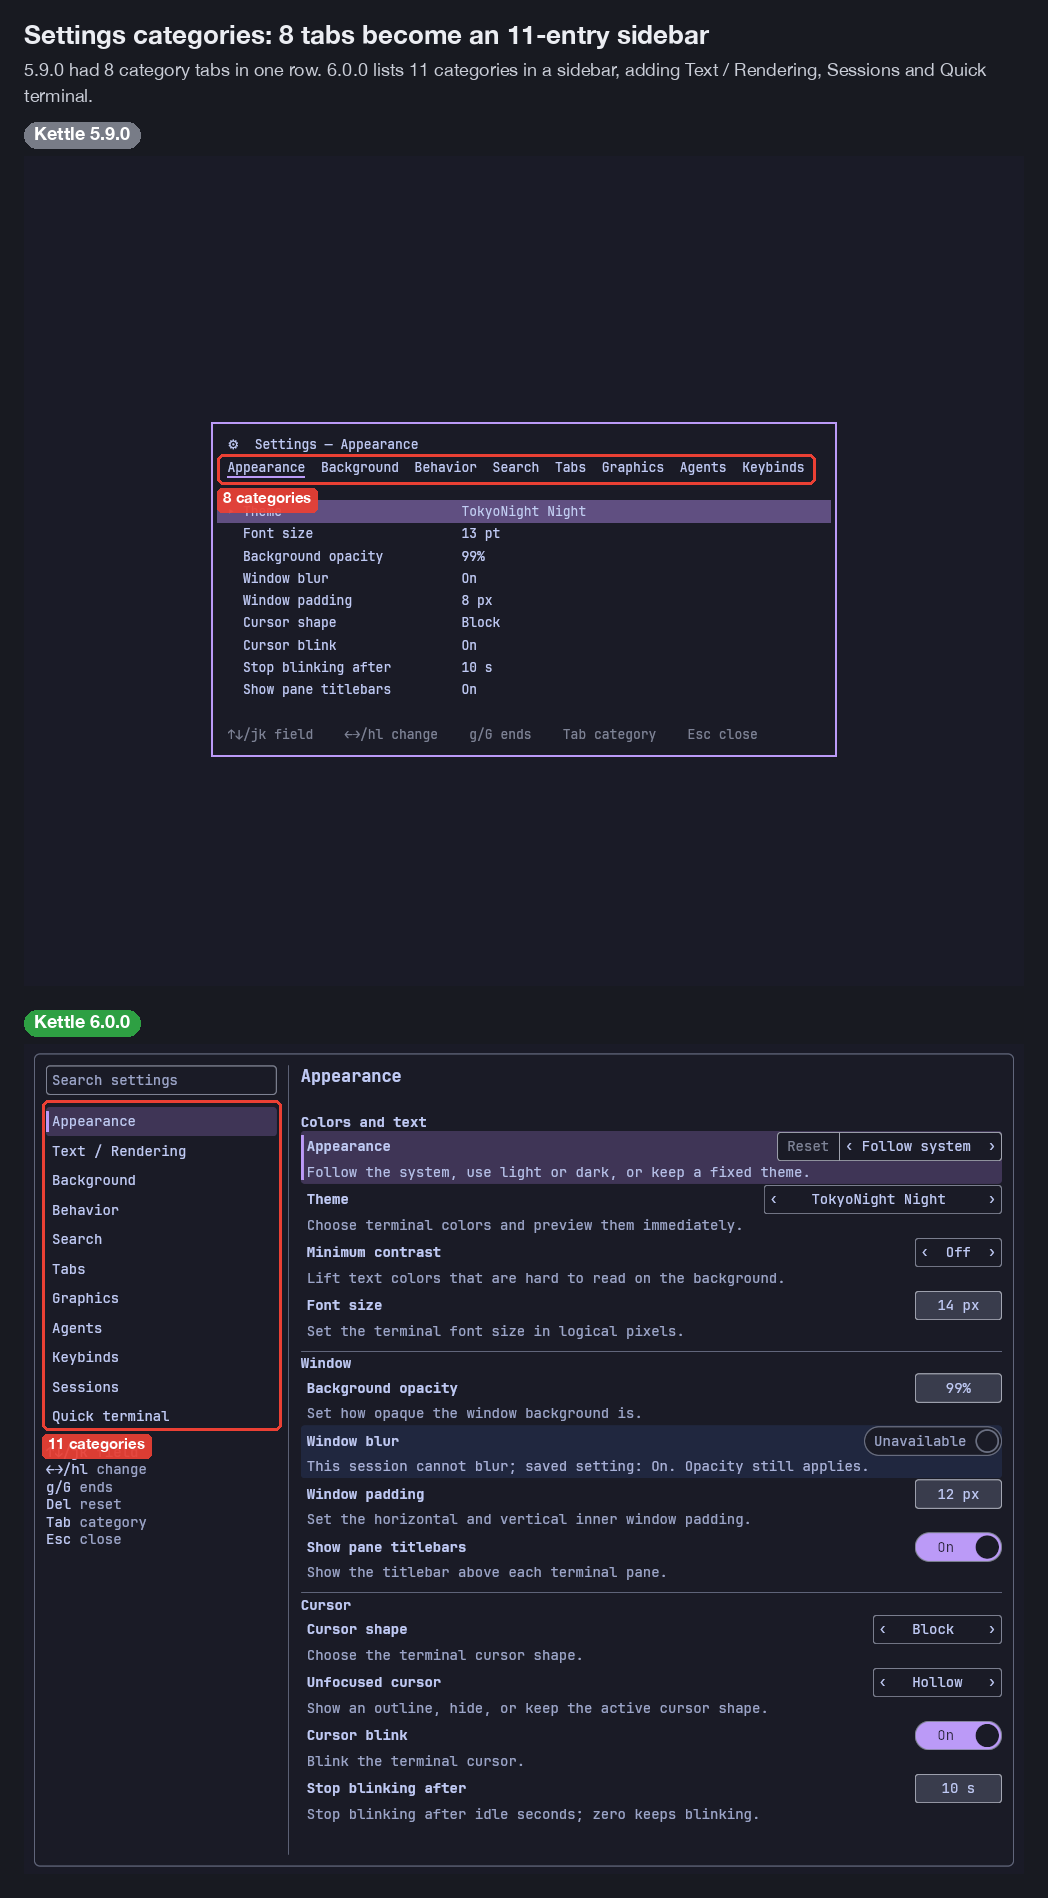 Settings categories: 8 tabs become an 11-entry sidebar
5.9.0 had 8 category tabs in one row. 6.0.0 lists 11 categories in a sidebar, adding Text / Rendering, Sessions and Quick
terminal.
Kettle 5.9.0
⚙ Settings — Appearance
Appearance Background Behavior Search Tabs Graphics Agents Keybinds
8 categories
Theme TokyoNight Night
Font size 13 pt
Background opacity 99%
Window blur On
Window padding 8 px
Cursor shape Block
Cursor blink On
Stop blinking after 10 s
Show pane titlebars On
↑↓/jk field ↔/hl change g/G ends Tab category Esc close
Kettle 6.0.0
Search settings
Appearance
Text / Rendering
Background
Behavior
Search
Tabs
Graphics
Agents
Keybinds
Sessions
Quick terminal
11 categories
↔/hl change
g/G ends
Del reset
Tab category
Esc close
Appearance
Colors and text
Appearance Reset ‹ Follow system ›
Follow the system, use light or dark, or keep a fixed theme.
Theme ‹ TokyoNight Night ›
Choose terminal colors and preview them immediately.
Minimum contrast ‹ Off ›
Lift text colors that are hard to read on the background.
Font size 14 px
Set the terminal font size in logical pixels.
Window
Background opacity 99%
Set how opaque the window background is.
Window blur Unavailable
This session cannot blur; saved setting: On. Opacity still applies.
Window padding 12 px
Set the horizontal and vertical inner window padding.
Show pane titlebars On
Show the titlebar above each terminal pane.
Cursor
Cursor shape ‹ Block ›
Choose the terminal cursor shape.
Unfocused cursor ‹ Hollow ›
Show an outline, hide, or keep the active cursor shape.
Cursor blink On
Blink the terminal cursor.
Stop blinking after 10 s
Stop blinking after idle seconds; zero keeps blinking.